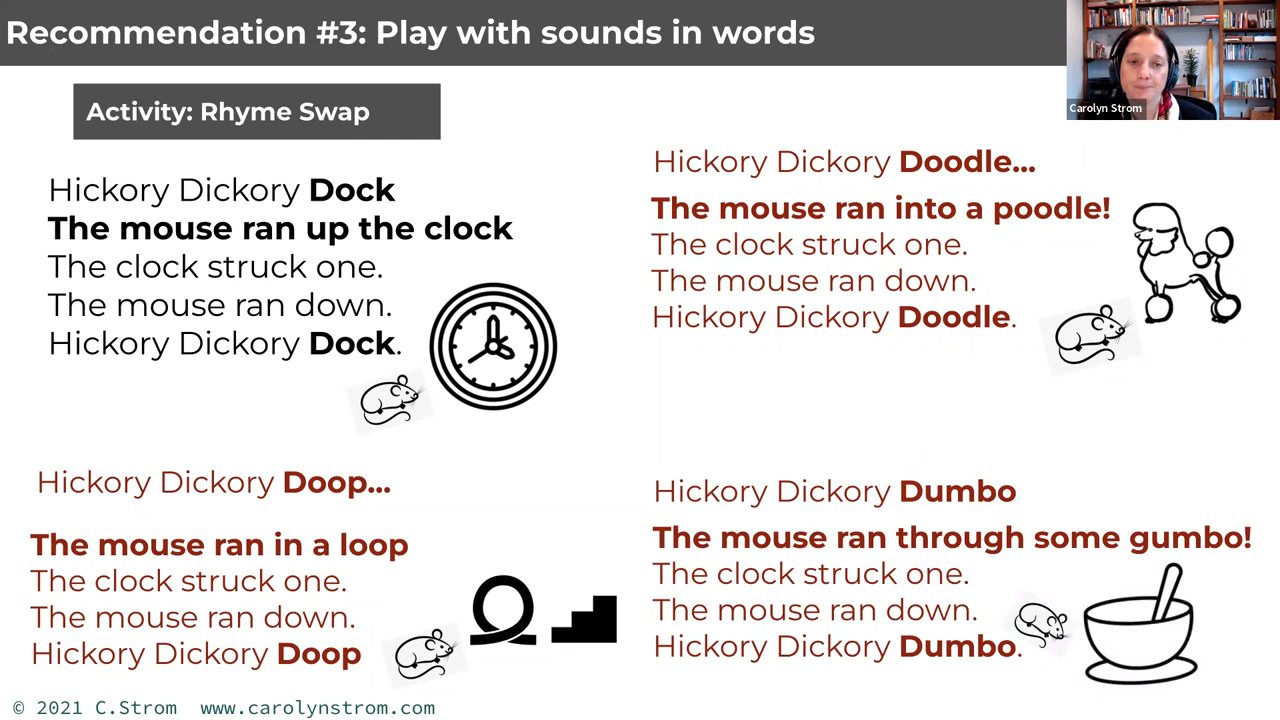 Recommendation #3: Play with sounds in words
Carolyn Strom
Activity: Rhyme Swap
Hickory Dickory Dock
The mouse ran up the clock
The clock struck one.
The mouse ran down.
Hickory Dickory Dock.
Hickory Dickory Doodle...
The mouse ran into a poodle!
The clock struck one.
The mouse ran down.
Hickory Dickory Doodle.
Hickory Dickory Doop...
The mouse ran in a loop
The clock struck one.
The mouse ran down.
Hickory Dickory Doop
Hickory Dickory Dumbo
The mouse ran through some gumbo!
The clock struck one.
The mouse ran down.
Hickory Dickory Dumbo.
© 2021 C.Strom www.carolynstrom.com